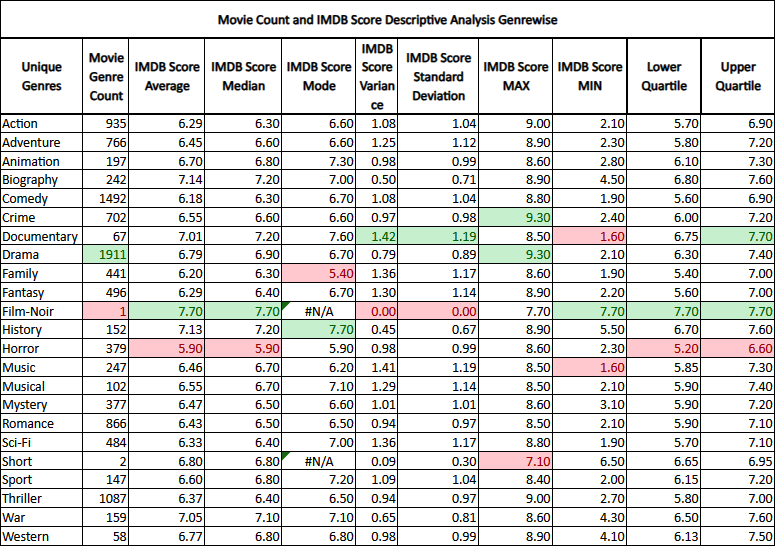 Movie Count and IMDB Score Descriptive Analysis Genrewise
Unique Genres Movie Genre Count IMDB Score Average IMDB Score Median IMDB Score Mode IMDB Score Varian ce IMDB Score Standard Deviation IMDB Score MAX IMDB Score MIN Lower Quartile Upper Quartile
Action 935 6.29 6.30 6.60 1.08 1.04 9.00 2.10 5.70 6.90
Adventure 766 6.45 6.60 6.60 1.25 1.12 8.90 2.30 5.80 7.20
Animation 197 6.70 6.80 7.30 0.98 0.99 8.60 2.80 6.10 7.30
Biography 242 7.14 7.20 7.00 0.50 0.71 8.90 4.50 6.80 7.60
Comedy 1492 6.18 6.30 6.70 1.08 1.04 8.80 1.90 5.60 6.90
Crime 702 6.55 6.60 6.60 0.97 0.98 9.30 2.40 6.00 7.20
Documentary 67 7.01 7.20 7.60 1.42 1.19 8.50 1.60 6.75 7.70
Drama 1911 6.79 6.90 6.70 0.79 0.89 9.30 2.10 6.30 7.40
Family 441 6.20 6.30 5.40 1.36 1.17 8.60 1.90 5.40 7.00
Fantasy 496 6.29 6.40 6.70 1.30 1.14 8.90 2.20 5.60 7.00
Film-Noir 1 7.70 7.70 #N/A 0.00 0.00 7.70 7.70 7.70 7.70
History 152 7.13 7.20 7.70 0.45 0.67 8.90 5.50 6.70 7.60
Horror 379 5.90 5.90 5.90 0.98 0.99 8.60 2.30 5.20 6.60
Music 247 6.46 6.70 6.20 1.41 1.19 8.50 1.60 5.85 7.30
Musical 102 6.55 6.70 7.10 1.29 1.14 8.50 2.10 5.90 7.40
Mystery 377 6.47 6.50 6.60 1.01 1.01 8.60 3.10 5.90 7.20
Romance 866 6.43 6.50 6.50 0.94 0.97 8.50 2.10 5.90 7.10
Sci-Fi 484 6.33 6.40 7.00 1.36 1.17 8.80 1.90 5.70 7.10
Short 2 6.80 6.80 #N/A 0.09 0.30 7.10 6.50 6.65 6.95
Sport 147 6.60 6.80 7.20 1.09 1.04 8.40 2.00 6.15 7.20
Thriller 1087 6.37 6.40 6.50 0.94 0.97 9.00 2.70 5.80 7.00
War 159 7.05 7.10 7.10 0.65 0.81 8.60 4.30 6.50 7.60
Western 58 6.77 6.80 6.80 0.98 0.99 8.90 4.10 6.13 7.50